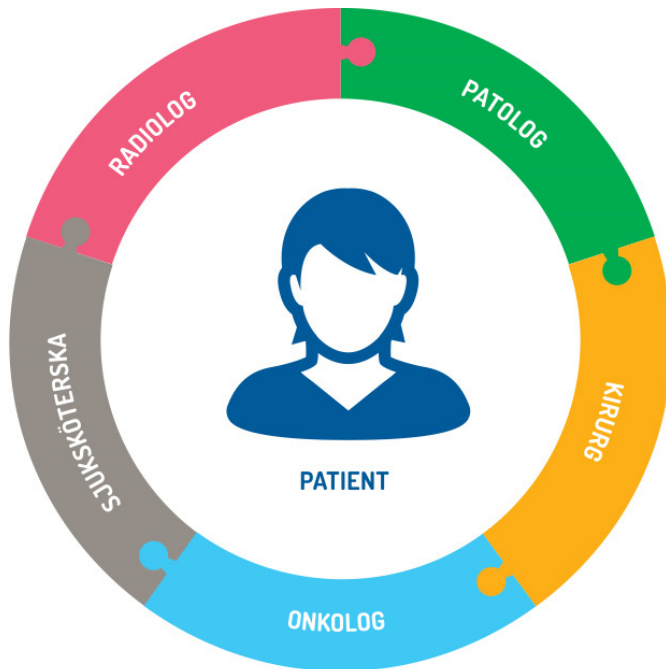 RADIOLOG
PATOLOG
KIRURG
ONKOLOG
SJUKSKÖTERSKA
PATIENT